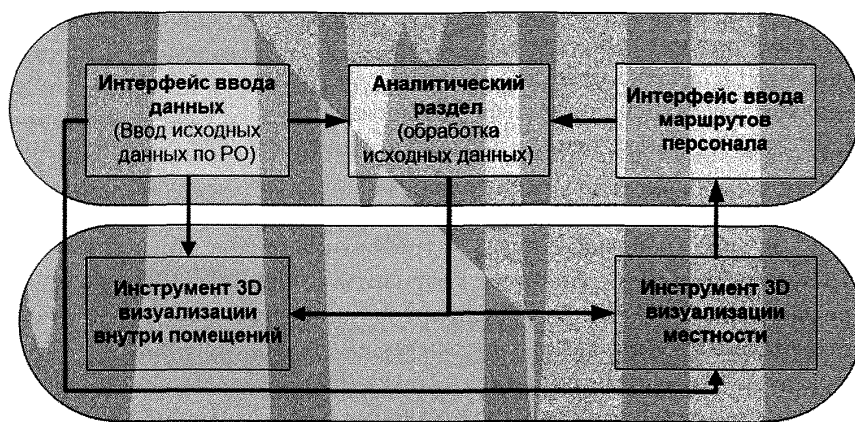 Интерфейс ввода
данных
(Ввод исходных
данных по РО)
Аналитический
раздел
(обработка
исходных данных)
Интерфейс ввода
маршрутов
персонала
Инструмент 3D
визуализации
внутри помещений
Инструмент 3D
визуализации
местности